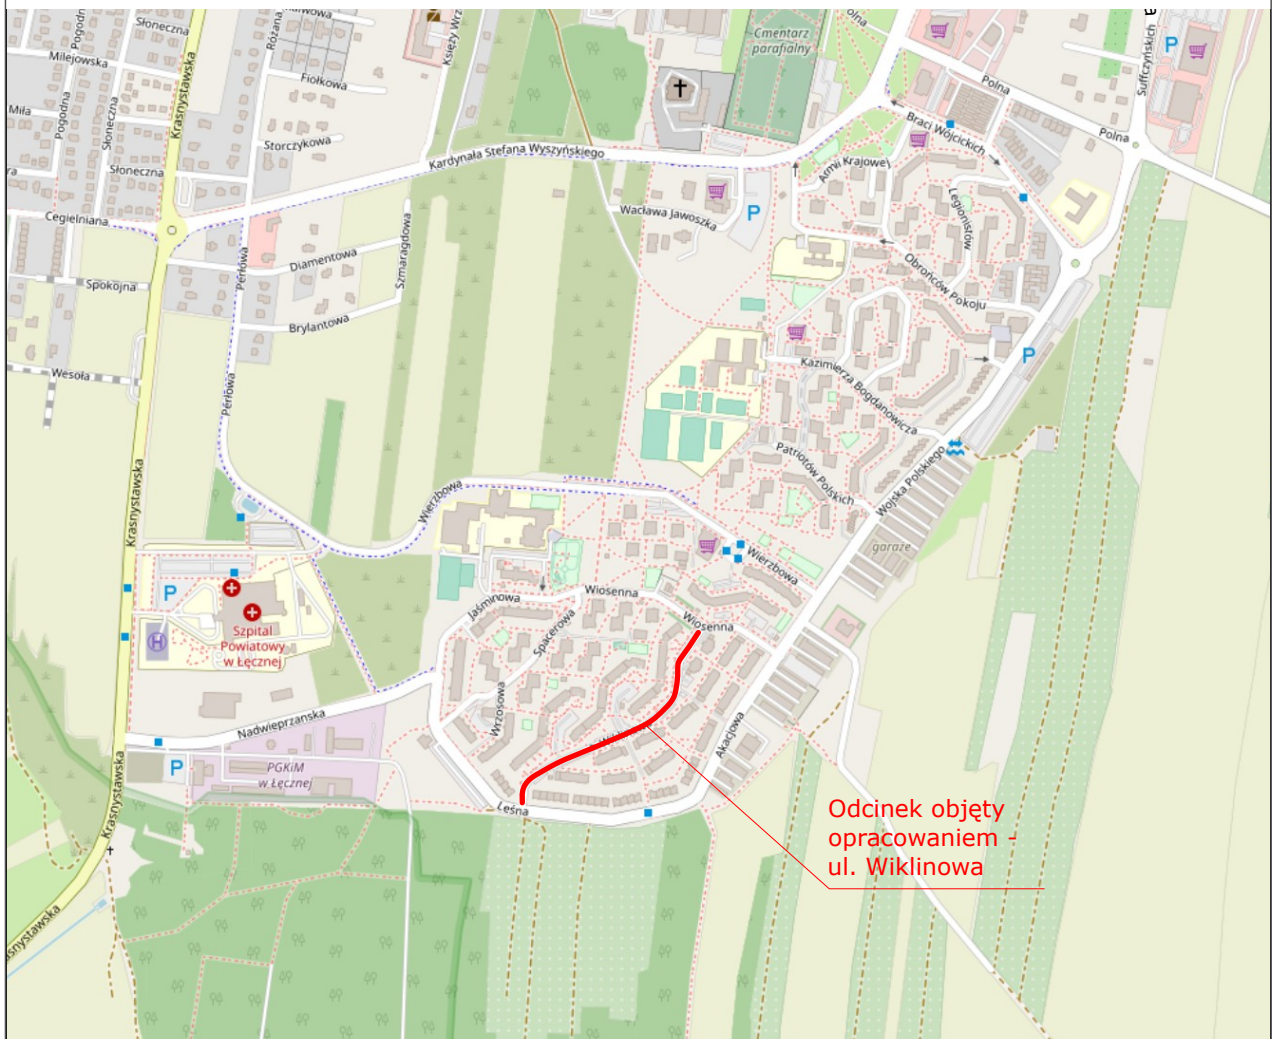 Słoneczna
Pogodna
Milejowska
Miła
Pogodna
Słoneczna
Słoneczna
Krasnystawska
Różana
Fiołkowa
Storczykowa
Cmentarz
parafialny
Polna
Suffczyńskich
Polna
Braci Wójcickich
Kardynała Stefana Wyszyńskiego
Armii Krajowej
Legionistów
Wacława Jawoszka
P
P
Cegielniana
Spokojna
Wesoła
Perłowa
Diamentowa
Szmaragdowa
Brylantowa
Perłowa
Obrońców Pokoju
P
Kazimierza Bogdanowicza
Patriotów Polskich
Wojska Polskiego
garaże
Krasnystawska
Wierzbowa
Wierzbowa
P
H
Szpital
Powiatowy
w Łęcznej
Jaśminowa
Wiosenna
Wiosenna
Spacerowa
Wrzosowa
Nadwieprzańska
PGKiM
w Łęcznej
P
Akacjowa
Leśna
Krasnystawska
Odcinek objęty
opracowaniem -
ul. Wiklinowa